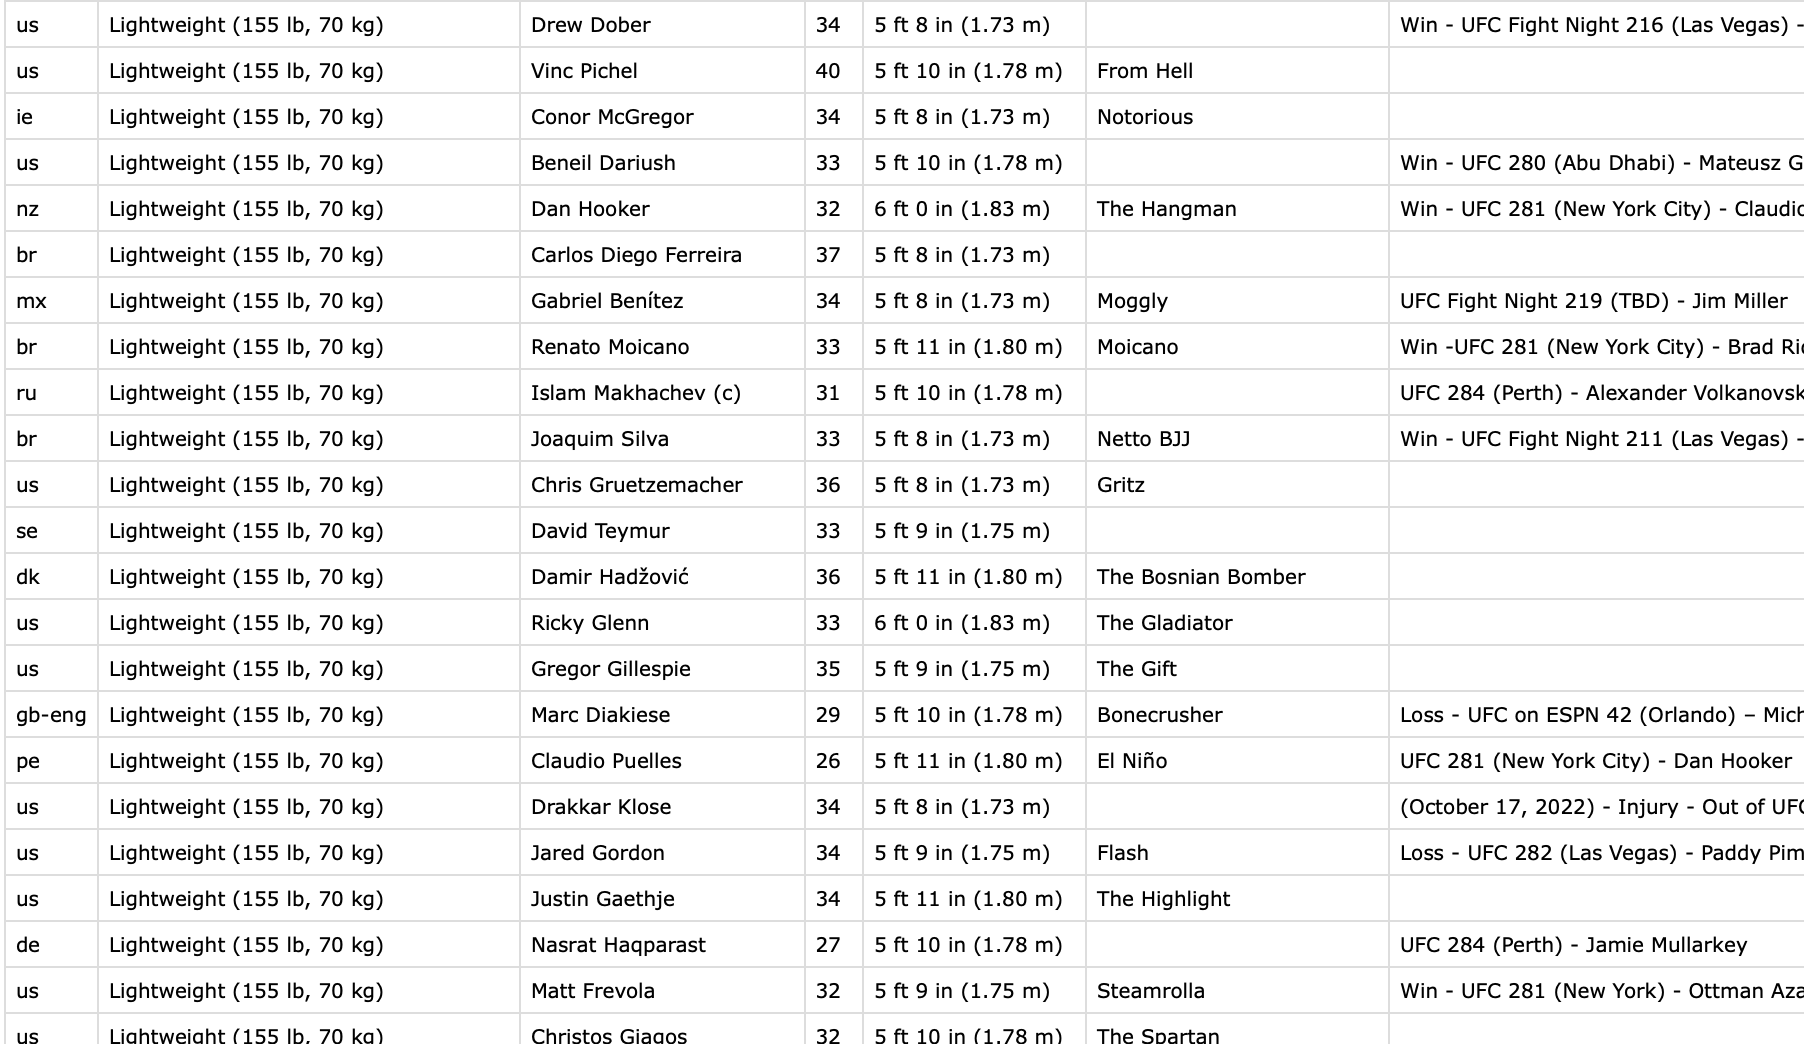 us Lightweight (155 lb, 70 kg) Drew Dober 34 5 ft 8 in (1.73 m) Win - UFC Fight Night 216 (Las Vegas) -
us Lightweight (155 lb, 70 kg) Vinc Pichel 40 5 ft 10 in (1.78 m) From Hell
ie Lightweight (155 lb, 70 kg) Conor McGregor 34 5 ft 8 in (1.73 m) Notorious
us Lightweight (155 lb, 70 kg) Beneil Dariush 33 5 ft 10 in (1.78 m) Win - UFC 280 (Abu Dhabi) - Mateusz G
nz Lightweight (155 lb, 70 kg) Dan Hooker 32 6 ft 0 in (1.83 m) The Hangman Win - UFC 281 (New York City) - Claudio
br Lightweight (155 lb, 70 kg) Carlos Diego Ferreira 37 5 ft 8 in (1.73 m)
mx Lightweight (155 lb, 70 kg) Gabriel Benítez 34 5 ft 8 in (1.73 m) Moggly UFC Fight Night 219 (TBD) - Jim Miller
br Lightweight (155 lb, 70 kg) Renato Moicano 33 5 ft 11 in (1.80 m) Moicano Win -UFC 281 (New York City) - Brad Ri
ru Lightweight (155 lb, 70 kg) Islam Makhachev (c) 31 5 ft 10 in (1.78 m) UFC 284 (Perth) - Alexander Volkanovsk
br Lightweight (155 lb, 70 kg) Joaquim Silva 33 5 ft 8 in (1.73 m) Netto BJJ Win - UFC Fight Night 211 (Las Vegas) -
us Lightweight (155 lb, 70 kg) Chris Gruetzemacher 36 5 ft 8 in (1.73 m) Gritz
se Lightweight (155 lb, 70 kg) David Teymur 33 5 ft 9 in (1.75 m)
dk Lightweight (155 lb, 70 kg) Damir Hadžović 36 5 ft 11 in (1.80 m) The Bosnian Bomber
us Lightweight (155 lb, 70 kg) Ricky Glenn 33 6 ft 0 in (1.83 m) The Gladiator
us Lightweight (155 lb, 70 kg) Gregor Gillespie 35 5 ft 9 in (1.75 m) The Gift
gb-eng Lightweight (155 lb, 70 kg) Marc Diakiese 29 5 ft 10 in (1.78 m) Bonecrusher Loss - UFC on ESPN 42 (Orlando) – Mich
pe Lightweight (155 lb, 70 kg) Claudio Puelles 26 5 ft 11 in (1.80 m) El Niño UFC 281 (New York City) - Dan Hooker
us Lightweight (155 lb, 70 kg) Drakkar Klose 34 5 ft 8 in (1.73 m) (October 17, 2022) - Injury - Out of UFC
us Lightweight (155 lb, 70 kg) Jared Gordon 34 5 ft 9 in (1.75 m) Flash Loss - UFC 282 (Las Vegas) - Paddy Pim
us Lightweight (155 lb, 70 kg) Justin Gaethje 34 5 ft 11 in (1.80 m) The Highlight
de Lightweight (155 lb, 70 kg) Nasrat Haqparast 27 5 ft 10 in (1.78 m) UFC 284 (Perth) - Jamie Mullarkey
us Lightweight (155 lb, 70 kg) Matt Frevola 32 5 ft 9 in (1.75 m) Steamrolla Win - UFC 281 (New York) - Ottman Aza
us Lightweight (155 lb, 70 kg) Christos Giagos 32 5 ft 10 in (1.78 m) The Spartan